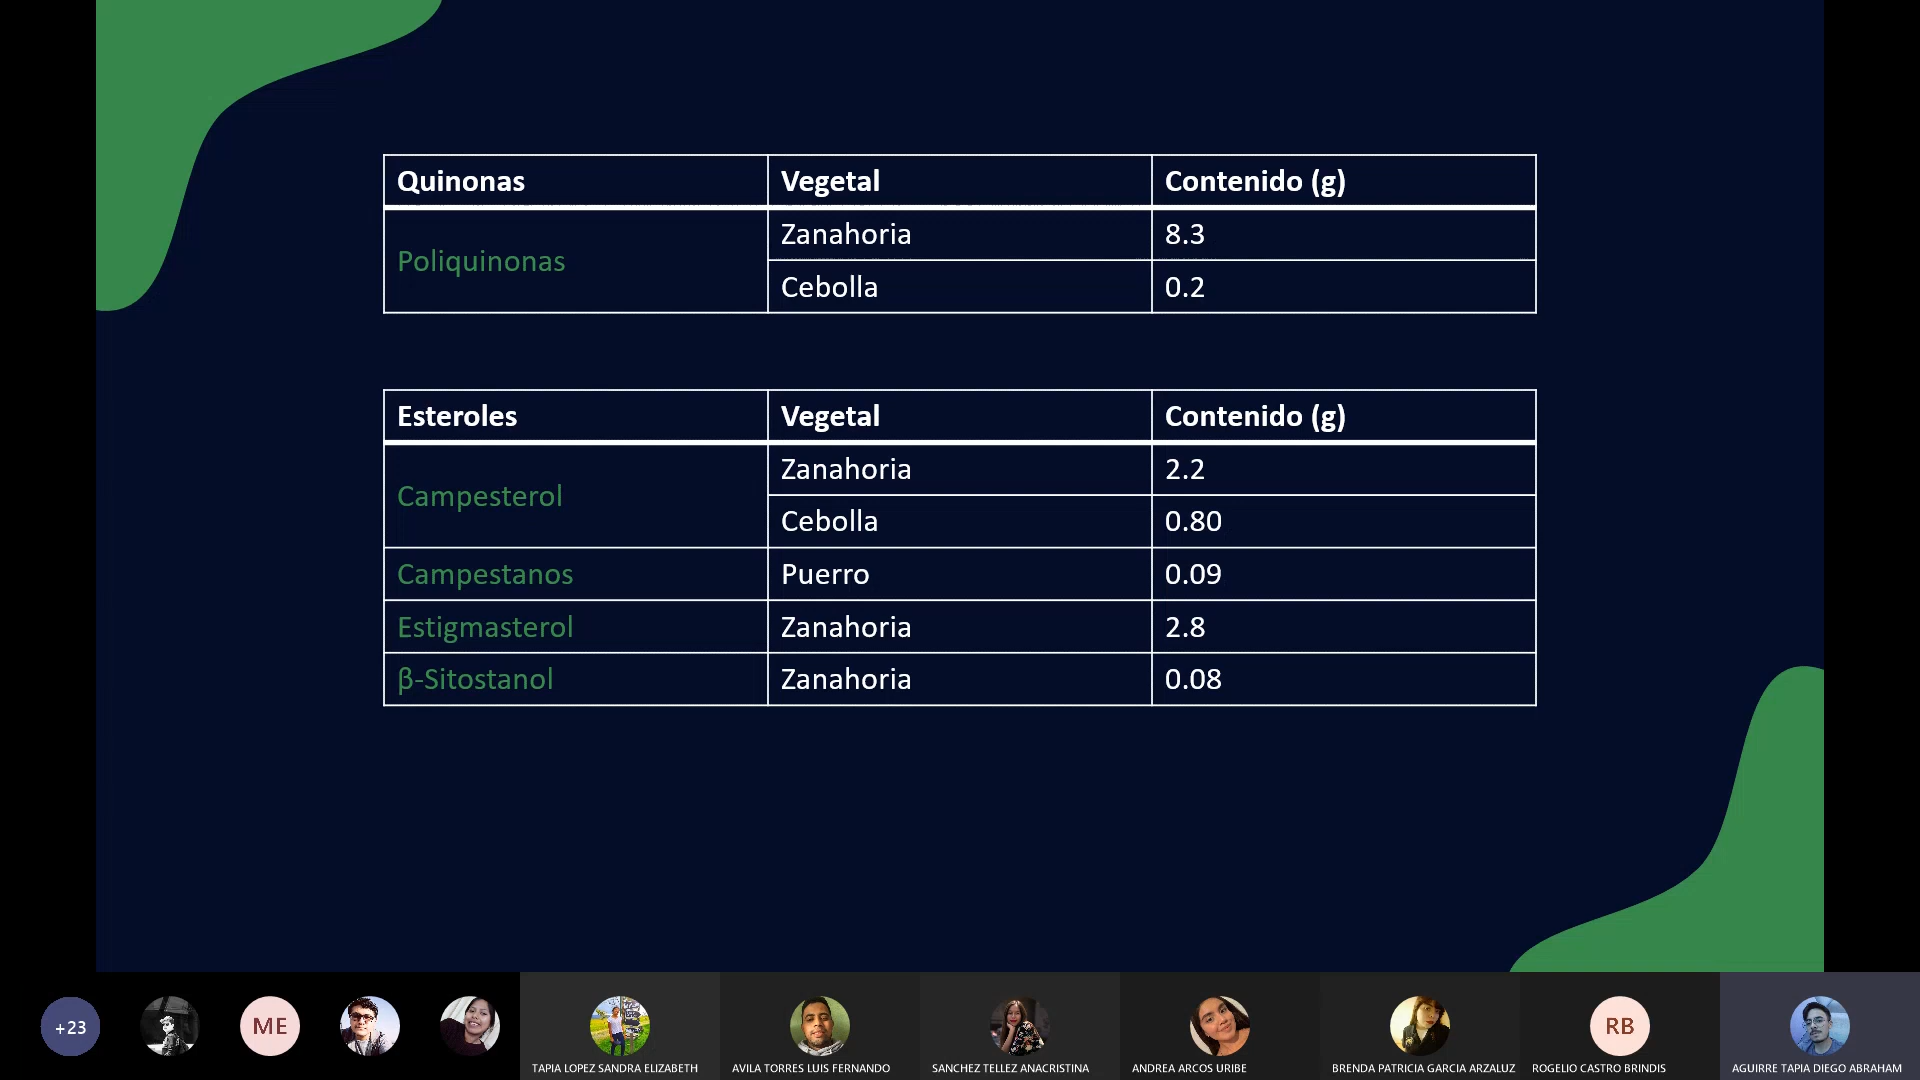 Quinonas Vegetal Contenido (g)
Poliquinonas Zanahoria 8.3
Cebolla 0.2
Esteroles Vegetal Contenido (g)
Campesterol Zanahoria 2.2
Cebolla 0.80
Campestanos Puerro 0.09
Estigmasterol Zanahoria 2.8
β-Sitostanol Zanahoria 0.08
+23 ME RB
TAPIA LOPEZ SANDRA ELIZABETH AVILA TORRES LUIS FERNANDO SANCHEZ TELLEZ ANACRISTINA ANDREA ARCOS URIBE BRENDA PATRICIA GARCIA ARZALUZ ROGELIO CASTRO BRINDIS AGUIRRE TAPIA DIEGO ABRAHAM